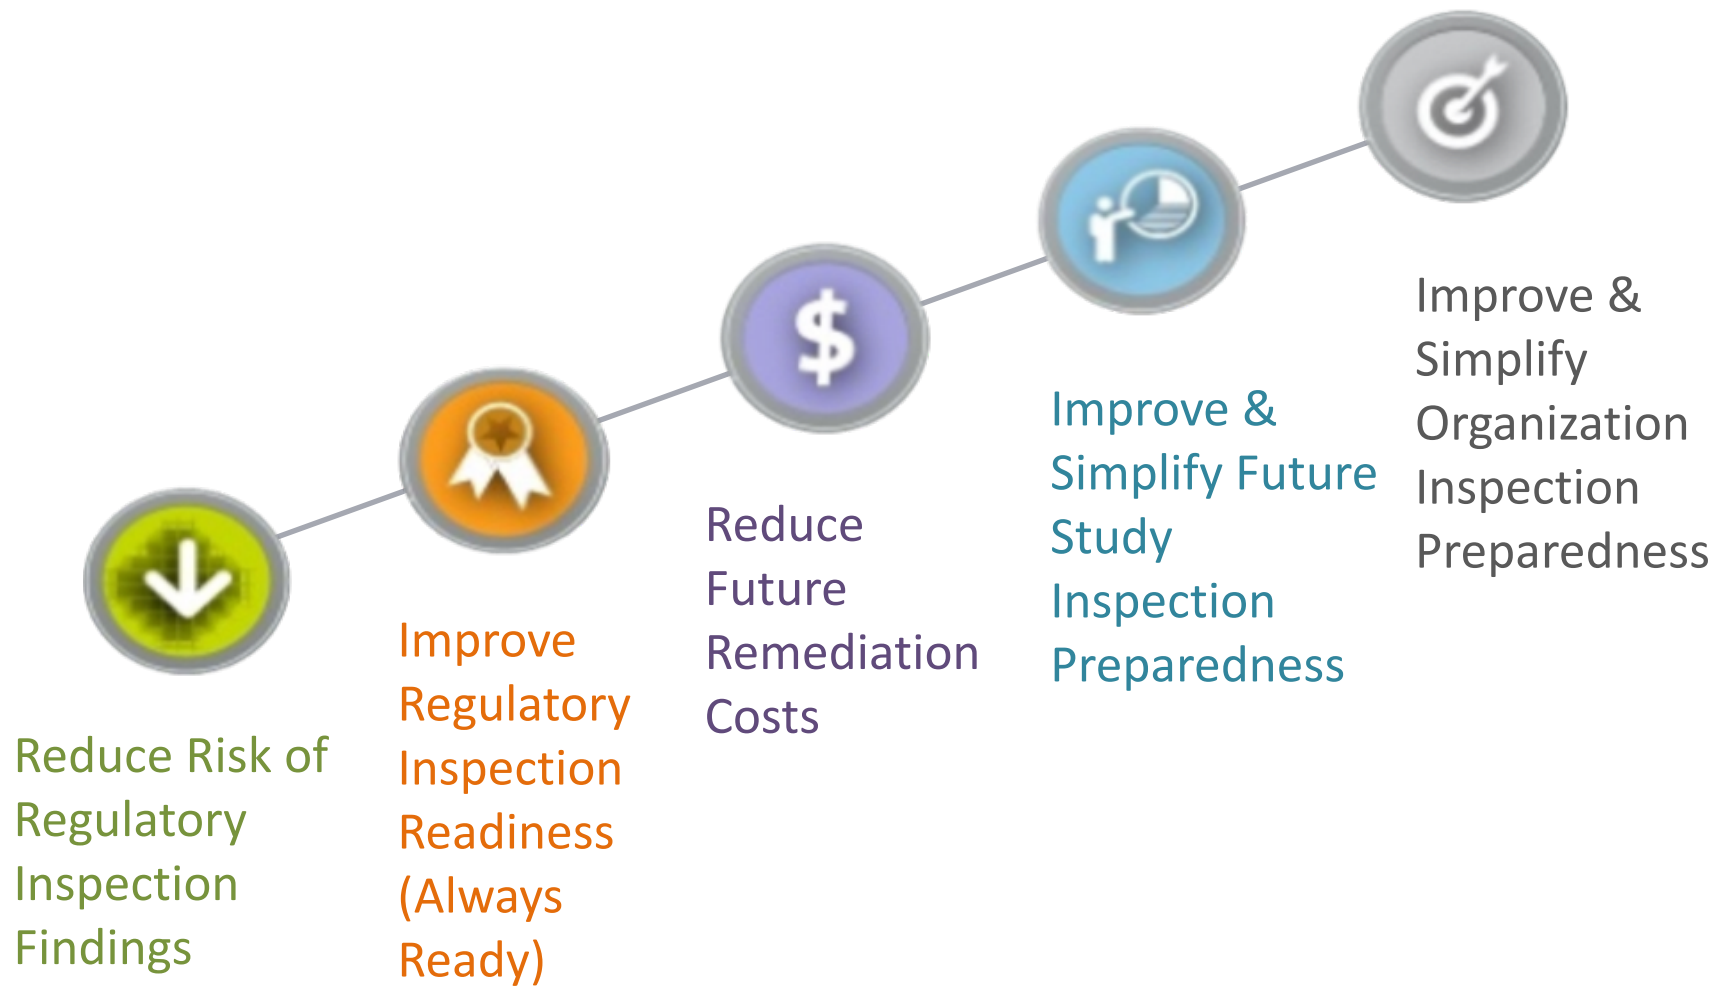 Reduce Risk of
Regulatory
Inspection
Findings
Improve
Regulatory
Inspection
Readiness
(Always
Ready)
$
Reduce
Future
Remediation
Costs
Improve &
Simplify Future
Study
Inspection
Preparedness
Improve &
Simplify
Organization
Inspection
Preparedness